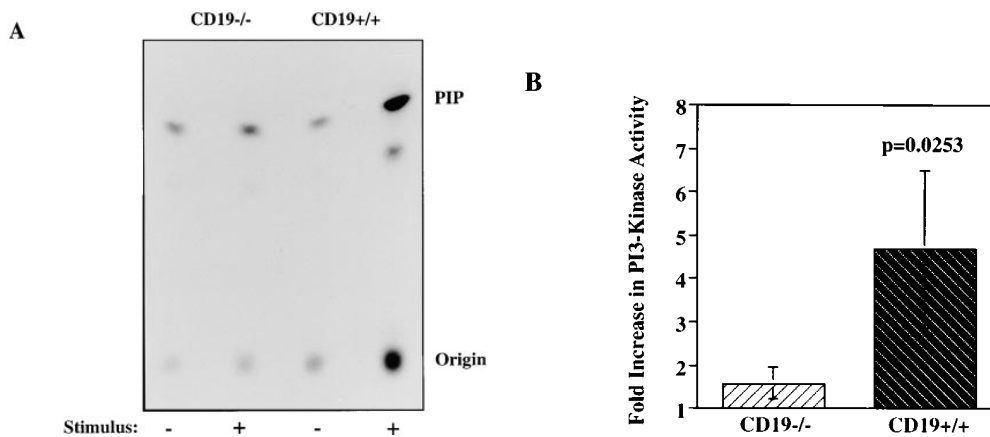 A
CD19-/- CD19+/+
PIP
Origin
Stimulus: - + - +
B
Fold Increase in PI3-Kinase Activity
8
7
6
5
4
3
2
1
p=0.0253
CD19-/- CD19+/+